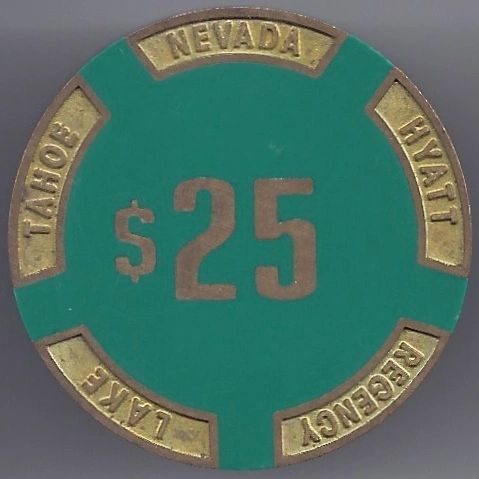 NEVADA
HYATT
REGENCY
LAKE
TAHOE
$25